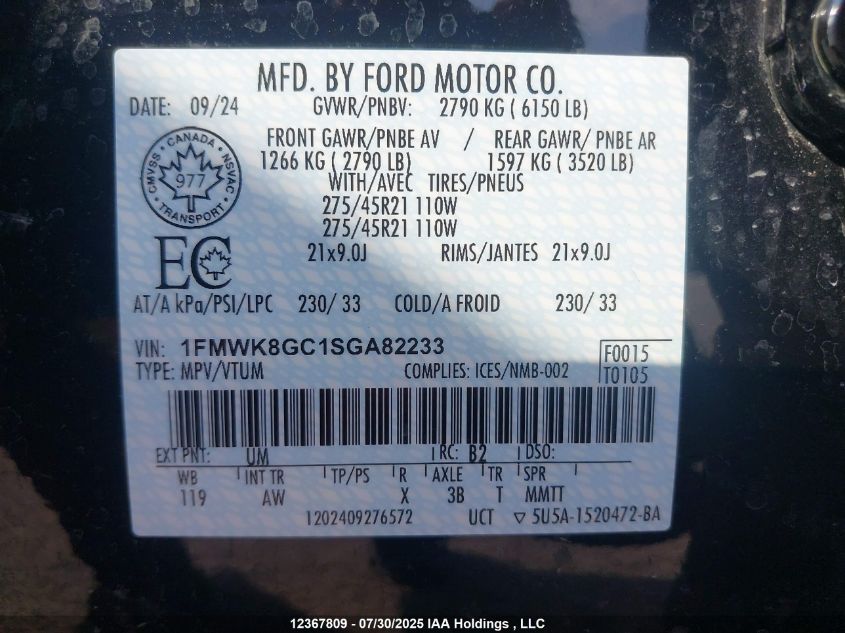 MFD. BY FORD MOTOR CO.
DATE: 09/24 GVWR/PNBV: 2790 KG ( 6150 LB)
FRONT GAWR/PNBE AV / REAR GAWR/ PNBE AR
1266 KG ( 2790 LB) 1597 KG ( 3520 LB)
WITH/AVEC TIRES/PNEUS
275/45R21 110W
275/45R21 110W
21x9.0J RIMS/JANTES 21x9.0J
CMVSS · CANADA · NSVAC
977
TRANSPORT
EC
AT/A kPa/PSI/LPC 230/ 33 COLD/A FROID 230/ 33
VIN: 1FMWK8GC1SGA82233 F0015
TYPE: MPV/VTUM COMPLIES: ICES/NMB-002 T0105
EXT PNT: UM RC: B2 DSO:
WB INT TR TP/PS R AXLE TR SPR
119 AW X 3B T MMTT
1202409276572 UCT ▽ 5U5A-1520472-BA
12367809 - 07/30/2025 IAA Holdings , LLC